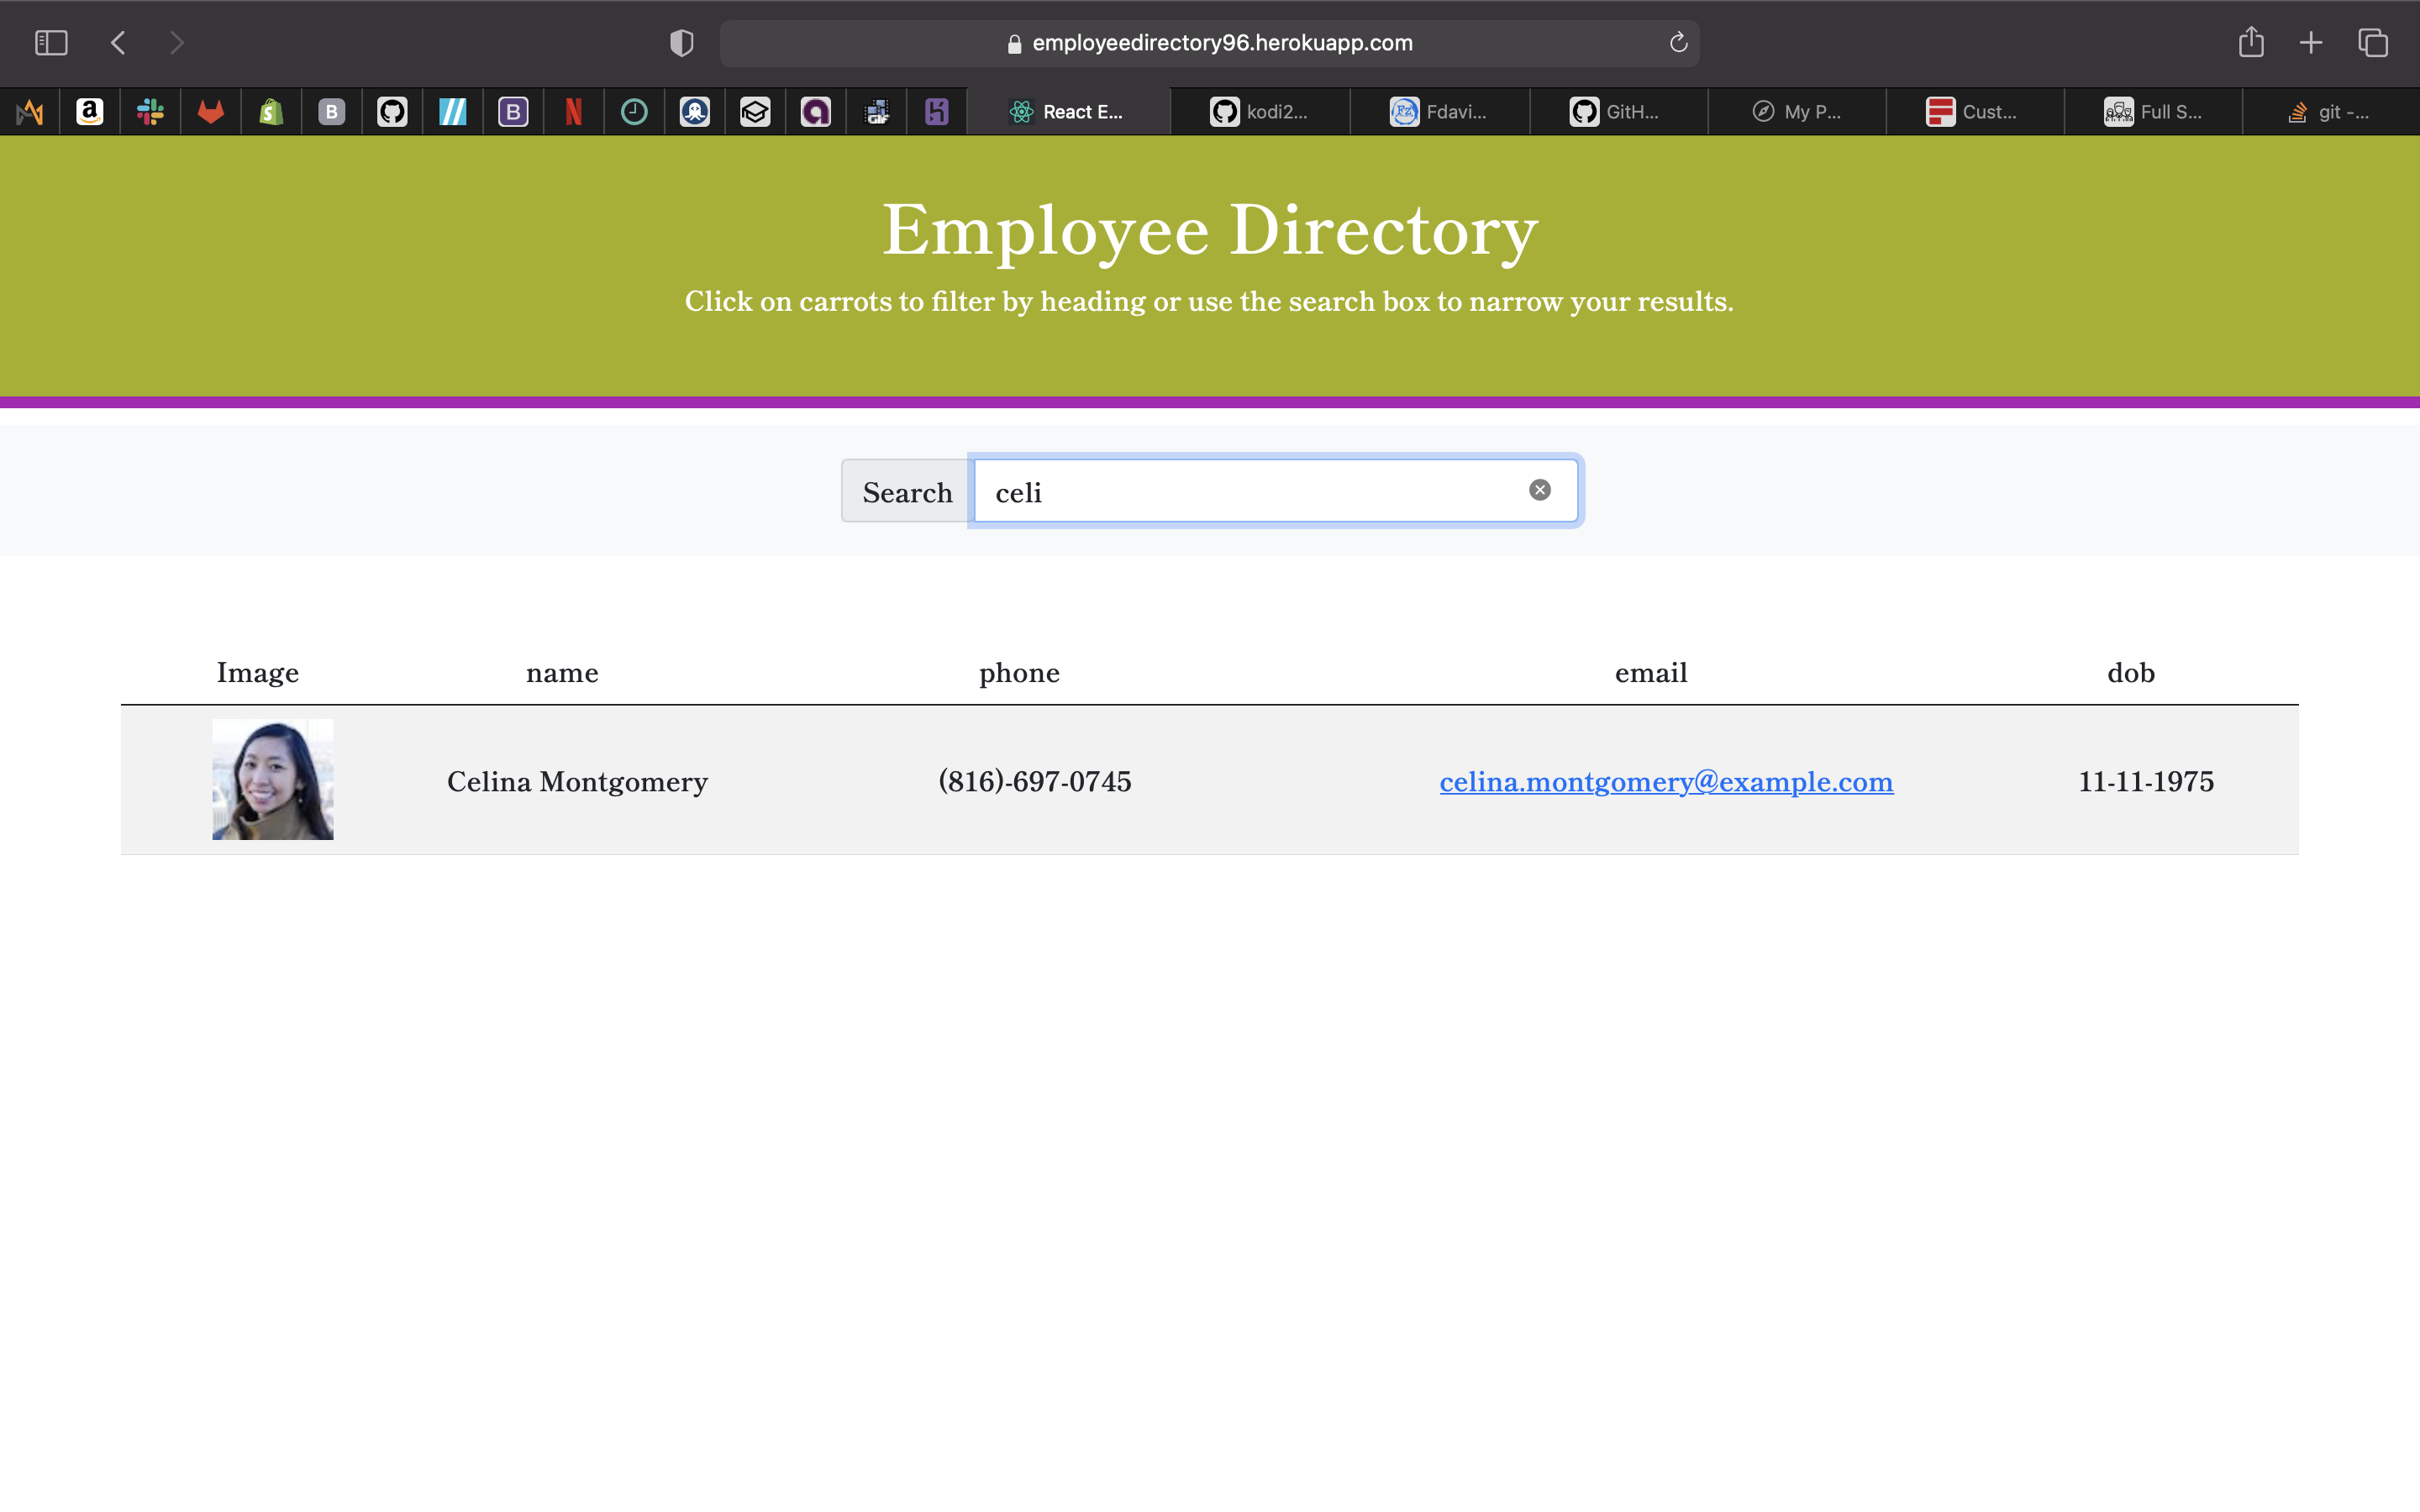 employeedirectory96.herokuapp.com
React E... kodi2... Fdavi... GitH... My P... Cust... Full S... git -...
Employee Directory
Click on carrots to filter by heading or use the search box to narrow your results.
Search celi
Image name phone email dob
Celina Montgomery (816)-697-0745 celina.montgomery@example.com 11-11-1975